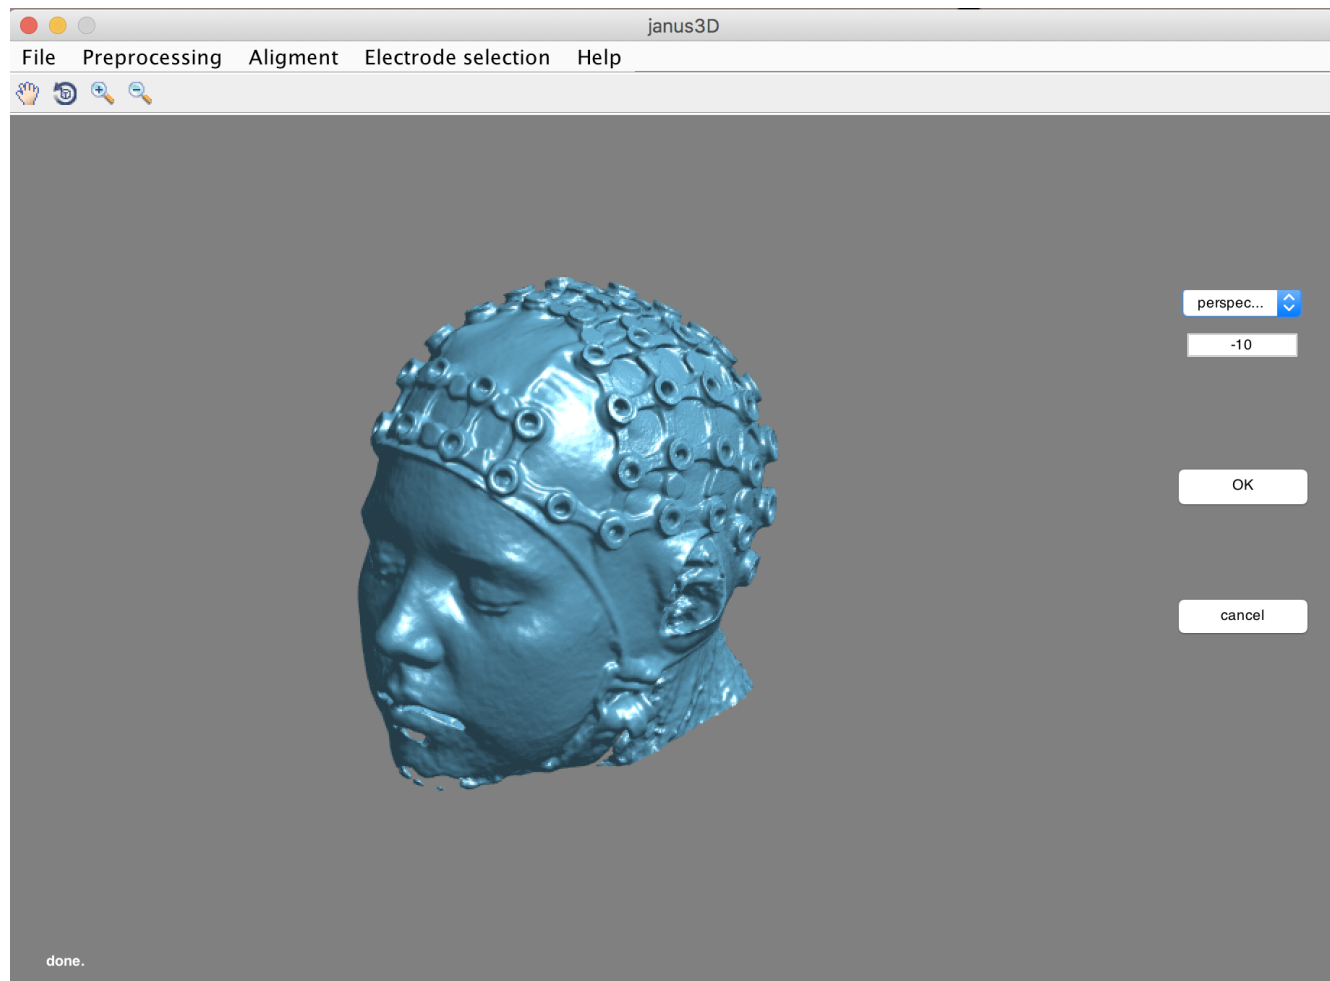 janus3D
File Preprocessing Aligment Electrode selection Help
perspec...
-10
OK
cancel
done.